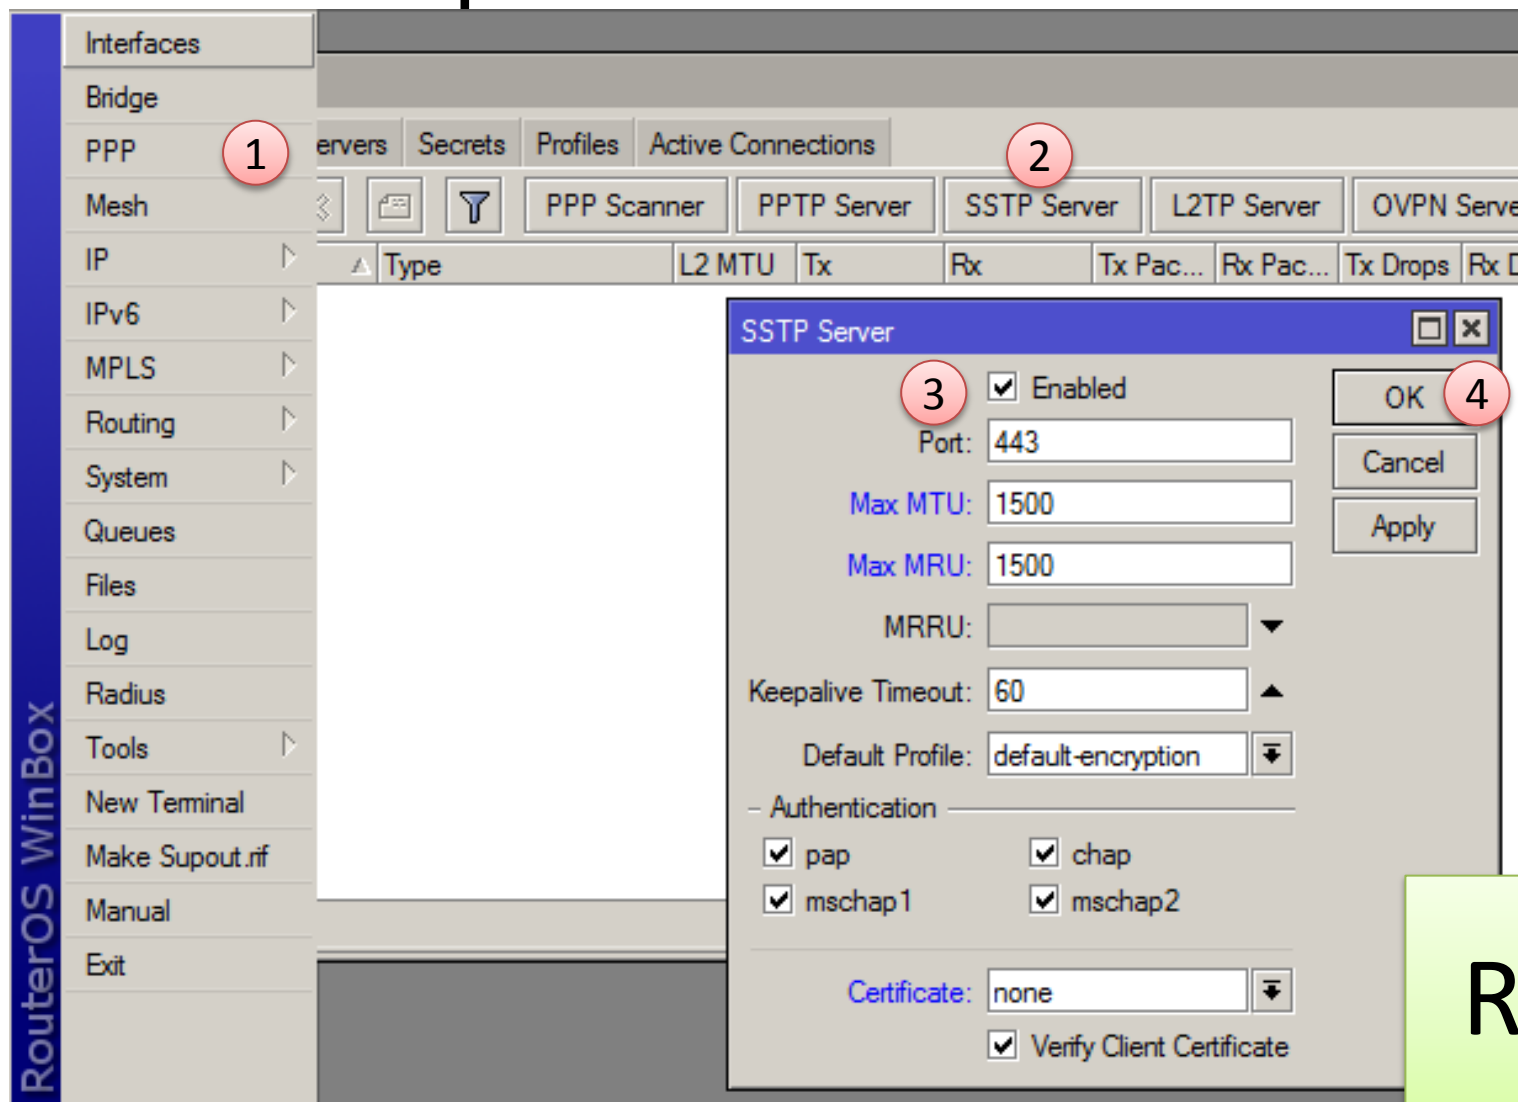 RouterOS WinBox
Interfaces
Bridge
PPP
1
Mesh
IP
IPv6
MPLS
Routing
System
Queues
Files
Log
Radius
Tools
New Terminal
Make Supout.rif
Manual
Exit
ervers Secrets Profiles Active Connections
2
PPP Scanner PPTP Server SSTP Server L2TP Server OVPN Serve
Type L2 MTU Tx Rx Tx Pac... Rx Pac... Tx Drops Rx D
SSTP Server
3 Enabled OK 4
Port: 443
Cancel
Max MTU: 1500
Apply
Max MRU: 1500
MRRU:
Keepalive Timeout: 60
Default Profile: default-encryption
Authentication
pap chap
mschap1 mschap2
Certificate: none
Verify Client Certificate
R